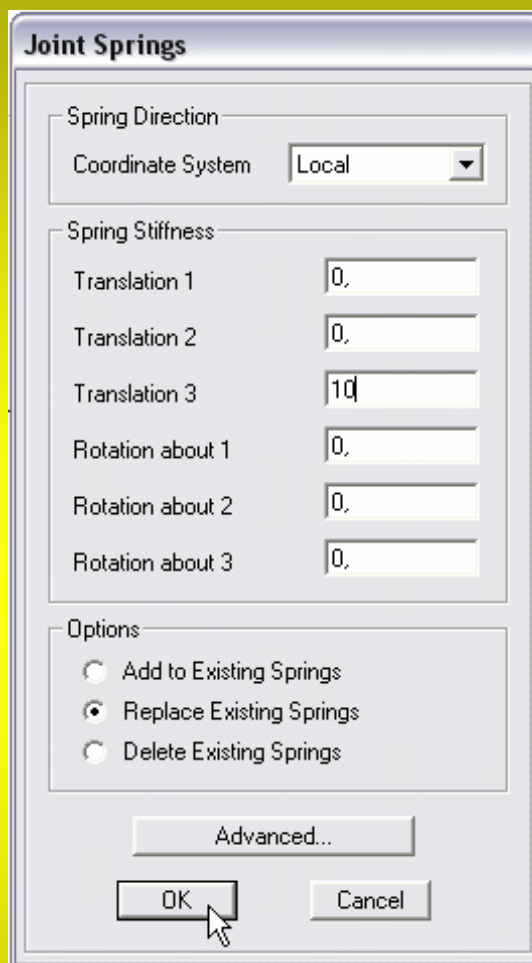 Joint Springs
Spring Direction
Coordinate System Local
Spring Stiffness
Translation 1 0,
Translation 2 0,
Translation 3 10
Rotation about 1 0,
Rotation about 2 0,
Rotation about 3 0,
Options
Add to Existing Springs
Replace Existing Springs
Delete Existing Springs
Advanced...
OK Cancel